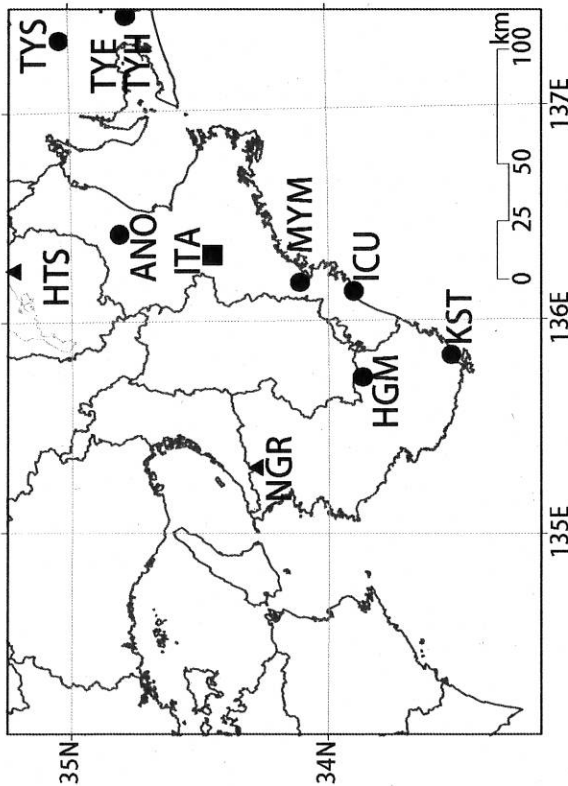 TYS
TYE
TYH
HTS
ANO
ITA
MYM
ICU
NGR
HGM
KST
35N
34N
135E
136E
137E
0 25 50 100
km